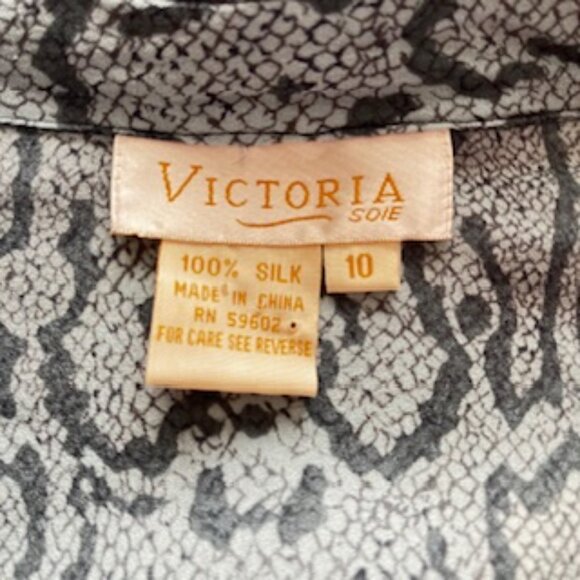 VICTORIA
SOIE
100% SILK
MADE IN CHINA
RN 59602
FOR CARE SEE REVERSE
10